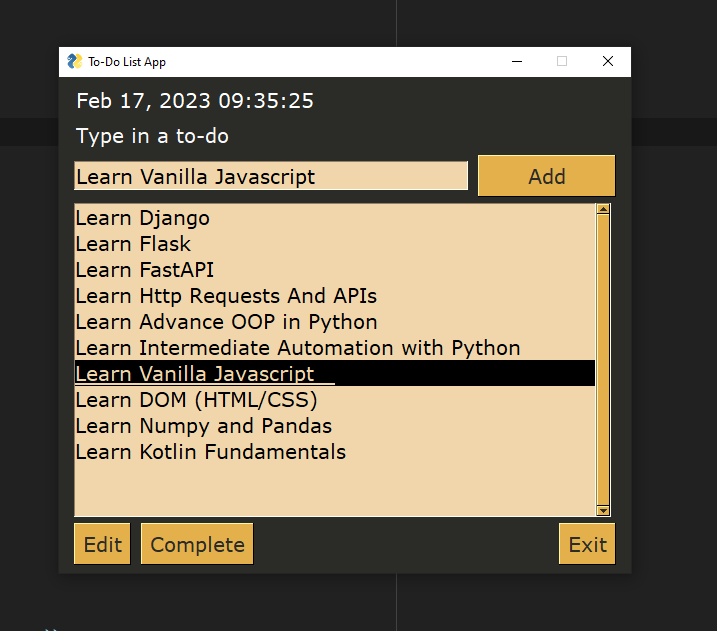 To-Do List App
Feb 17, 2023 09:35:25
Type in a to-do
Learn Vanilla Javascript
Add
Learn Django
Learn Flask
Learn FastAPI
Learn Http Requests And APIs
Learn Advance OOP in Python
Learn Intermediate Automation with Python
Learn Vanilla Javascript
Learn DOM (HTML/CSS)
Learn Numpy and Pandas
Learn Kotlin Fundamentals
Edit
Complete
Exit